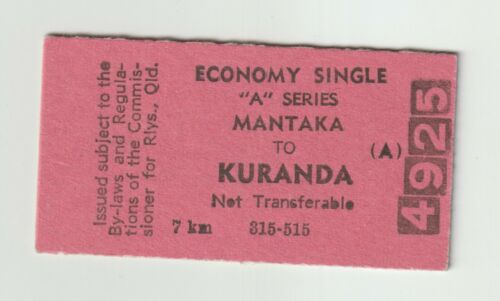 Issued subject to the
By-laws and Regula-
tions of the Commis-
sioner for Rlys., Qld.
ECONOMY SINGLE
"A" SERIES
MANTAKA
TO
KURANDA
(A)
Not Transferable
7 km 315-515
4925